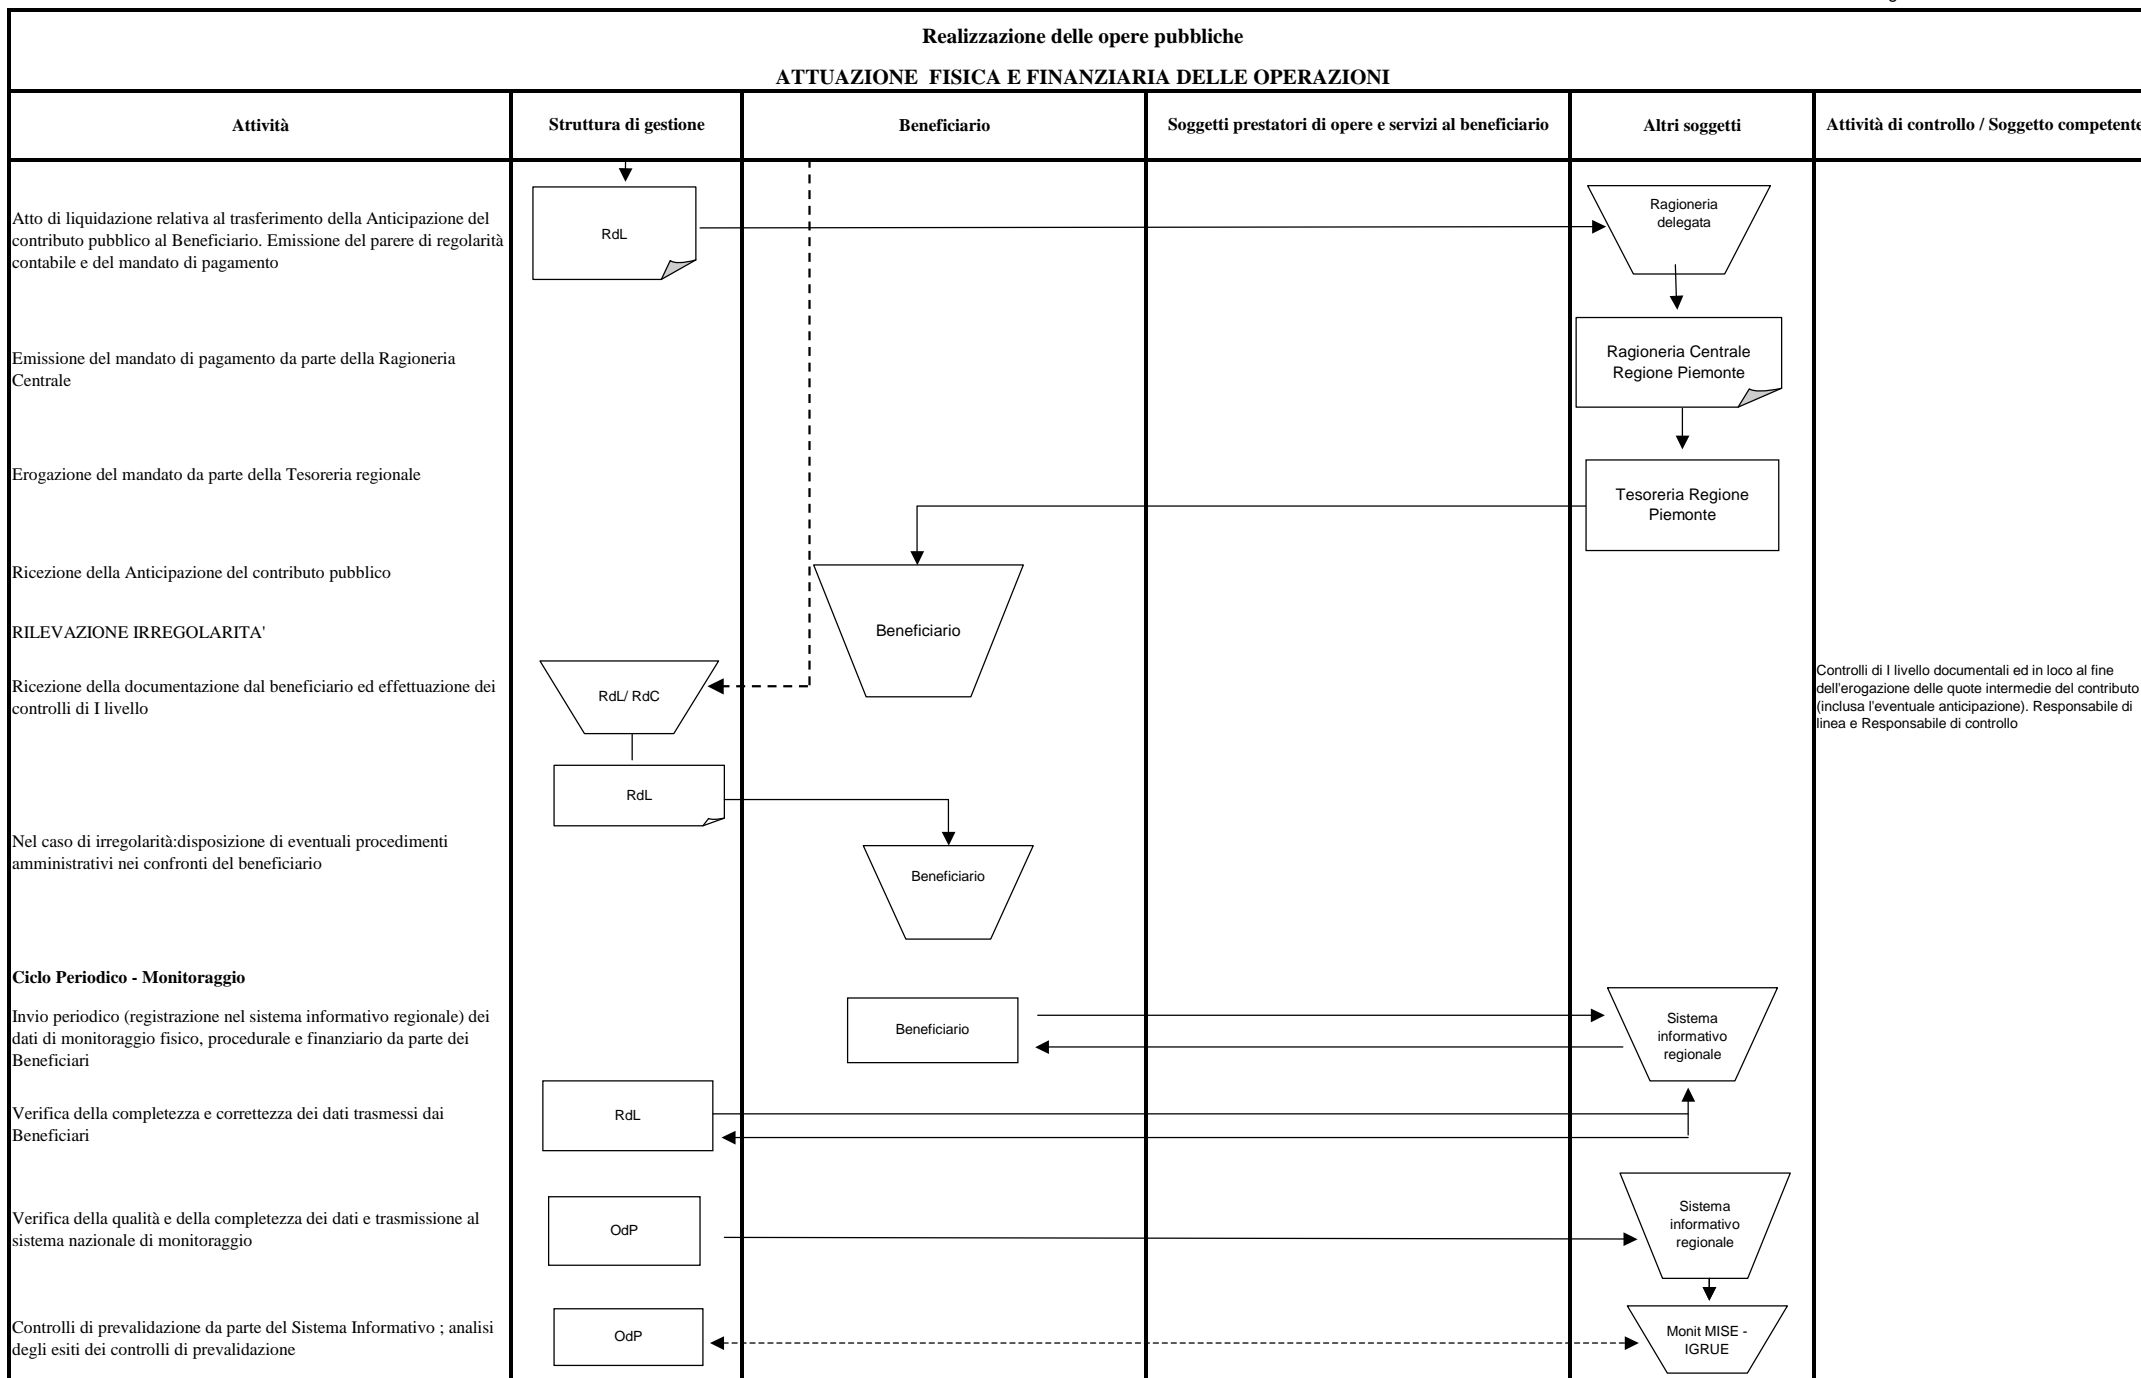 Realizzazione delle opere pubbliche
ATTUAZIONE FISICA E FINANZIARIA DELLE OPERAZIONI
Attività
Struttura di gestione
Beneficiario
Soggetti prestatori di opere e servizi al beneficiario
Altri soggetti
Attività di controllo / Soggetto competente
Atto di liquidazione relativa al trasferimento della Anticipazione del
contributo pubblico al Beneficiario. Emissione del parere di regolarità
contabile e del mandato di pagamento
RdL
Ragioneria
delegata
Emissione del mandato di pagamento da parte della Ragioneria
Centrale
Ragioneria Centrale
Regione Piemonte
Erogazione del mandato da parte della Tesoreria regionale
Tesoreria Regione
Piemonte
Ricezione della Anticipazione del contributo pubblico
Beneficiario
RILEVAZIONE IRREGOLARITA'
Ricezione della documentazione dal beneficiario ed effettuazione dei
controlli di I livello
RdL/ RdC
Controlli di I livello documentali ed in loco al fine
dell'erogazione delle quote intermedie del contributo
(inclusa l'eventuale anticipazione). Responsabile di
linea e Responsabile di controllo
RdL
Nel caso di irregolarità:disposizione di eventuali procedimenti
amministrativi nei confronti del beneficiario
Beneficiario
Ciclo Periodico - Monitoraggio
Invio periodico (registrazione nel sistema informativo regionale) dei
dati di monitoraggio fisico, procedurale e finanziario da parte dei
Beneficiari
Beneficiario
Sistema
informativo
regionale
Verifica della completezza e correttezza dei dati trasmessi dai
Beneficiari
RdL
Verifica della qualità e della completezza dei dati e trasmissione al
sistema nazionale di monitoraggio
OdP
Sistema
informativo
regionale
Controlli di prevalidazione da parte del Sistema Informativo ; analisi
degli esiti dei controlli di prevalidazione
OdP
Monit MISE -
IGRUE